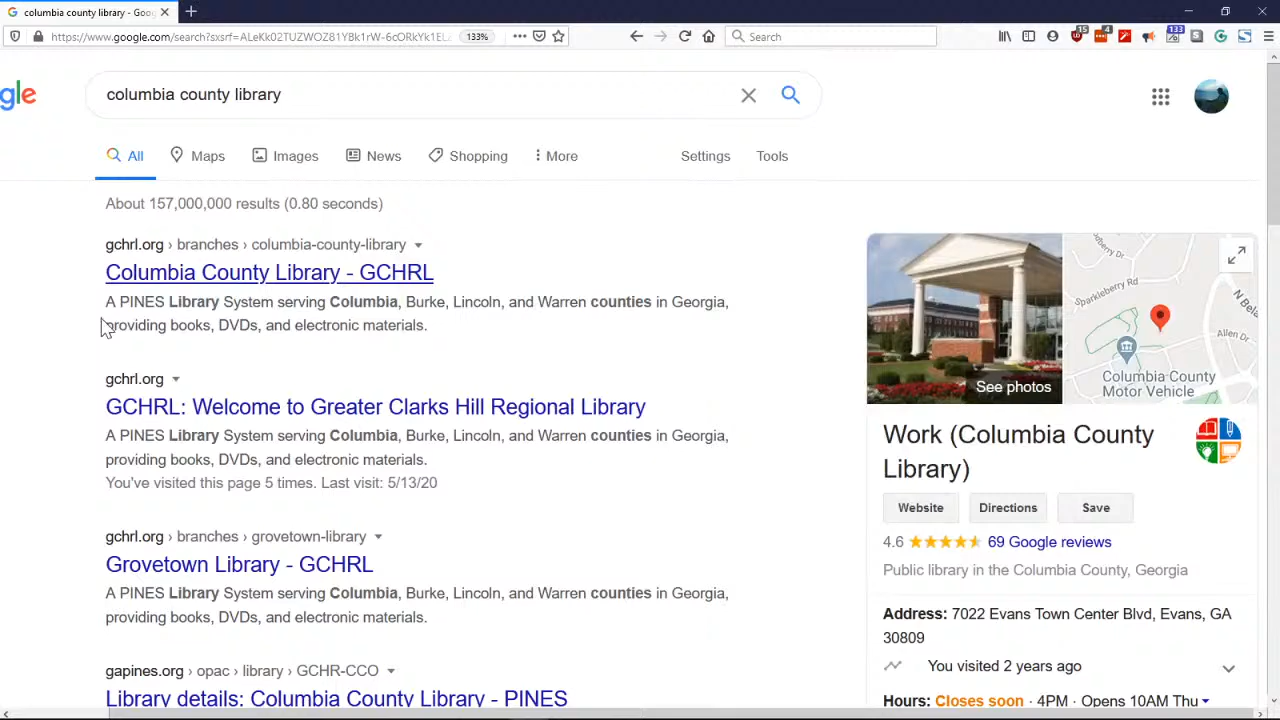 columbia county library - Goo
https://www.google.com/search?sxsrf=ALeKk02TUZWOZ81YBk1rW-6cORkYk1EL
133%
Search
15
4
133
gle
columbia county library
All
Maps
Images
News
Shopping
More
Settings
Tools
About 157,000,000 results (0.80 seconds)
gchrl.org › branches › columbia-county-library
Columbia County Library - GCHRL
A PINES Library System serving Columbia, Burke, Lincoln, and Warren counties in Georgia,
providing books, DVDs, and electronic materials.
gchrl.org
GCHRL: Welcome to Greater Clarks Hill Regional Library
A PINES Library System serving Columbia, Burke, Lincoln, and Warren counties in Georgia,
providing books, DVDs, and electronic materials.
You've visited this page 5 times. Last visit: 5/13/20
gchrl.org › branches › grovetown-library
Grovetown Library - GCHRL
A PINES Library System serving Columbia, Burke, Lincoln, and Warren counties in Georgia,
providing books, DVDs, and electronic materials.
gapines.org › opac › library › GCHR-CCO
Library details: Columbia County Library - PINES
See photos
berry Dr
Sparkleberry Rd
N Bela
Allen Dr
Columbia County
Motor Vehicle
Work (Columbia County
Library)
Website
Directions
Save
4.6
69 Google reviews
Public library in the Columbia County, Georgia
Address: 7022 Evans Town Center Blvd, Evans, GA
30809
You visited 2 years ago
Hours: Closes soon · 4PM · Opens 10AM Thu